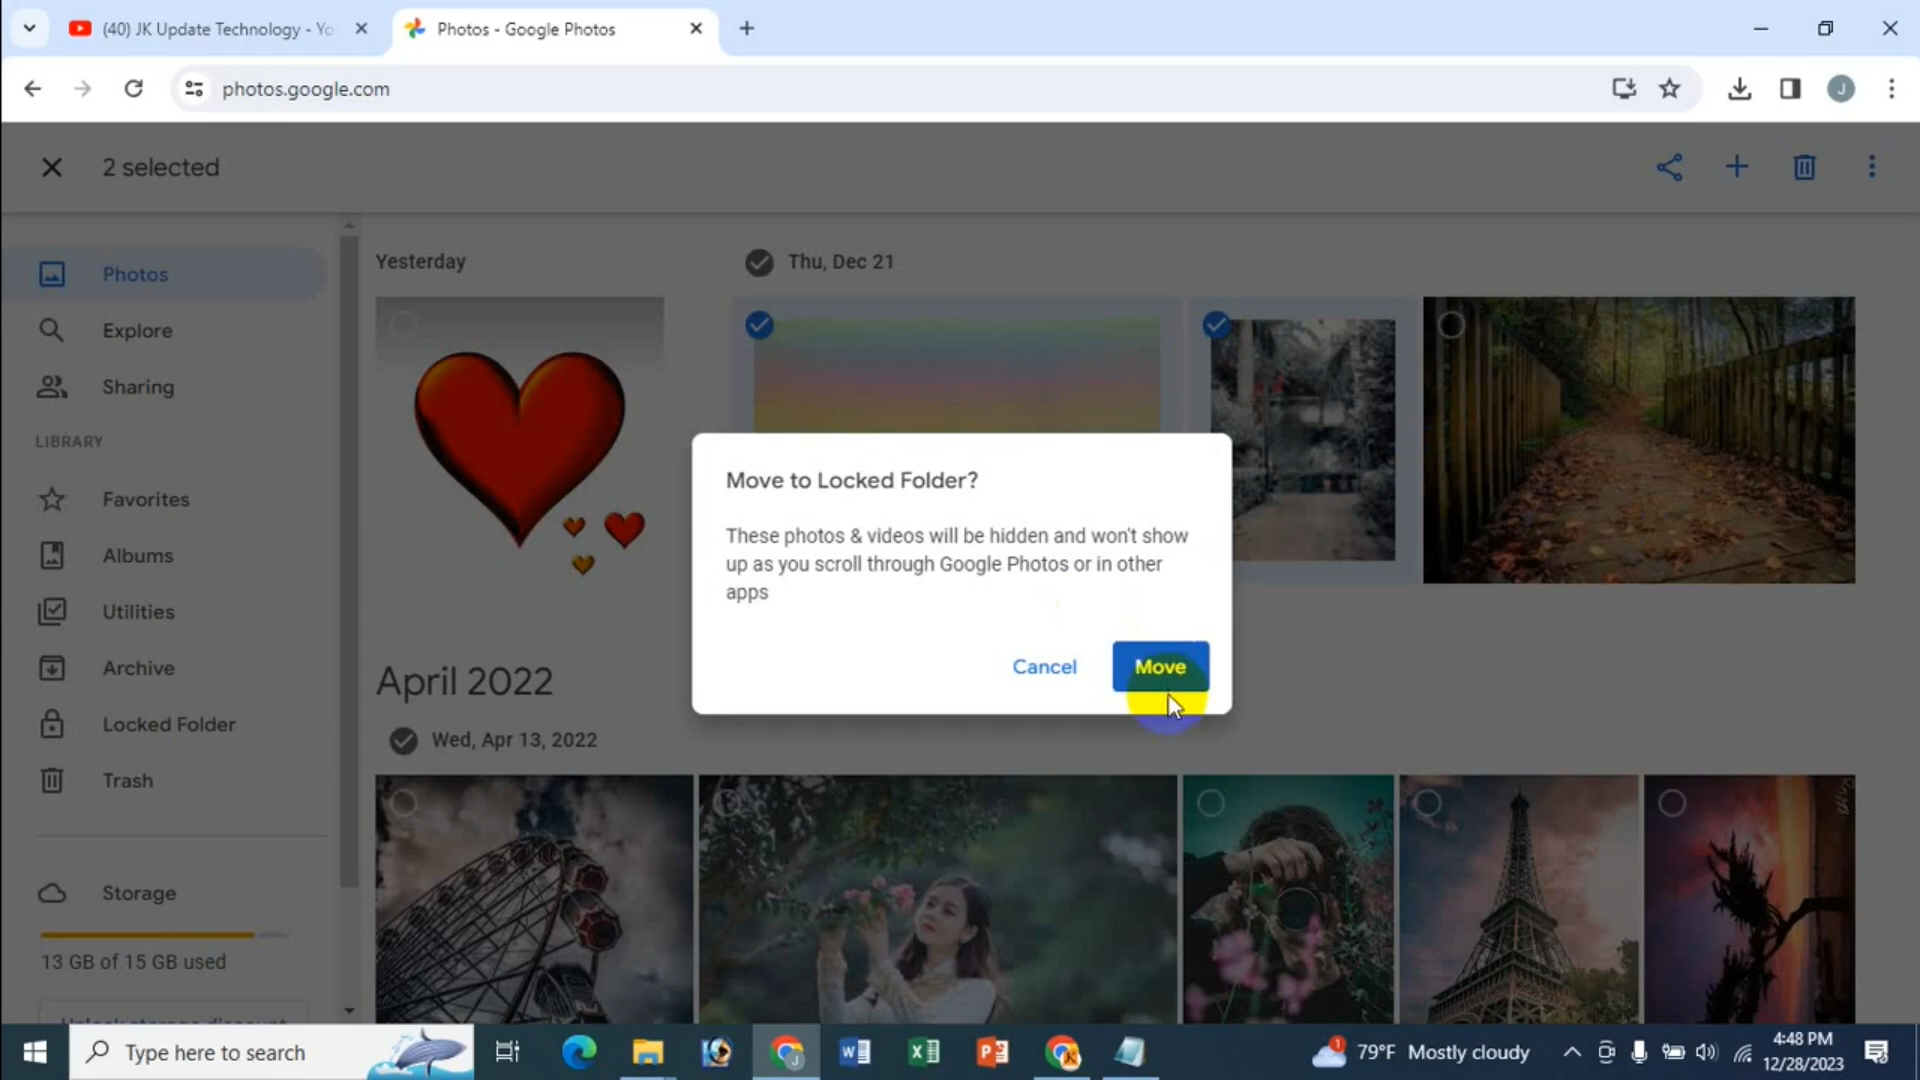 (40) JK Update Technology - Yo
Photos - Google Photos
photos.google.com
J
2 selected
Photos
Explore
Sharing
LIBRARY
Favorites
Albums
Utilities
Archive
Locked Folder
Trash
Storage
13 GB of 15 GB used
Yesterday
Thu, Dec 21
Move to Locked Folder?
These photos & videos will be hidden and won't show
up as you scroll through Google Photos or in other
apps
Cancel
Move
April 2022
Wed, Apr 13, 2022
Type here to search
1
79°F Mostly cloudy
4:48 PM
12/28/2023